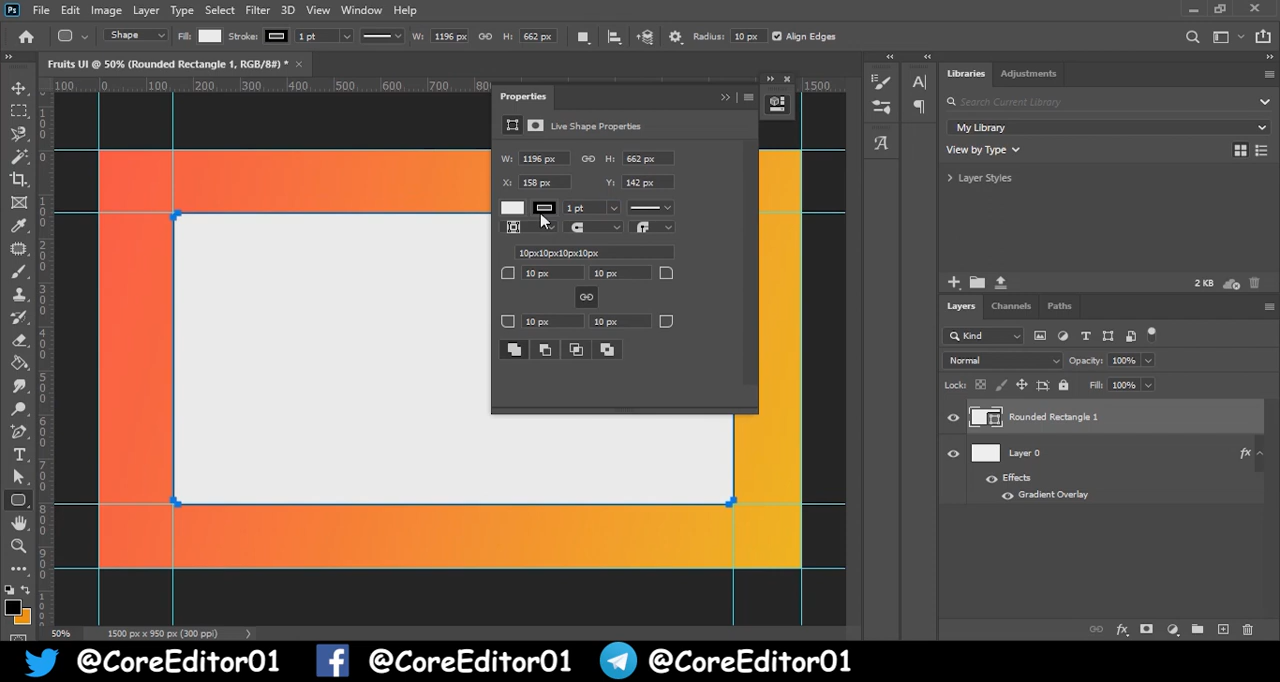 Ps File Edit Image Layer Type Select Filter 3D View Window Help
Shape Fill: Stroke: 1 pt W: 1196 px H: 662 px Radius: 10 px Align Edges
Fruits UI @ 50% (Rounded Rectangle 1, RGB/8#) * ×
100 0 100 200 300 400 500 600 700 800 1500
Properties
Live Shape Properties
W: 1196 px H: 662 px
X: 158 px Y: 142 px
1 pt
10px10px10px10px
10 px 10 px
10 px 10 px
Libraries Adjustments
Search Current Library
My Library
View by Type
Layer Styles
2 KB
Layers Channels Paths
Kind
Normal Opacity: 100%
Lock: Fill: 100%
Rounded Rectangle 1
Layer 0 fx
Effects
Gradient Overlay
fx
50% 1500 px x 950 px (300 ppi)
@CoreEditor01 @CoreEditor01 @CoreEditor01